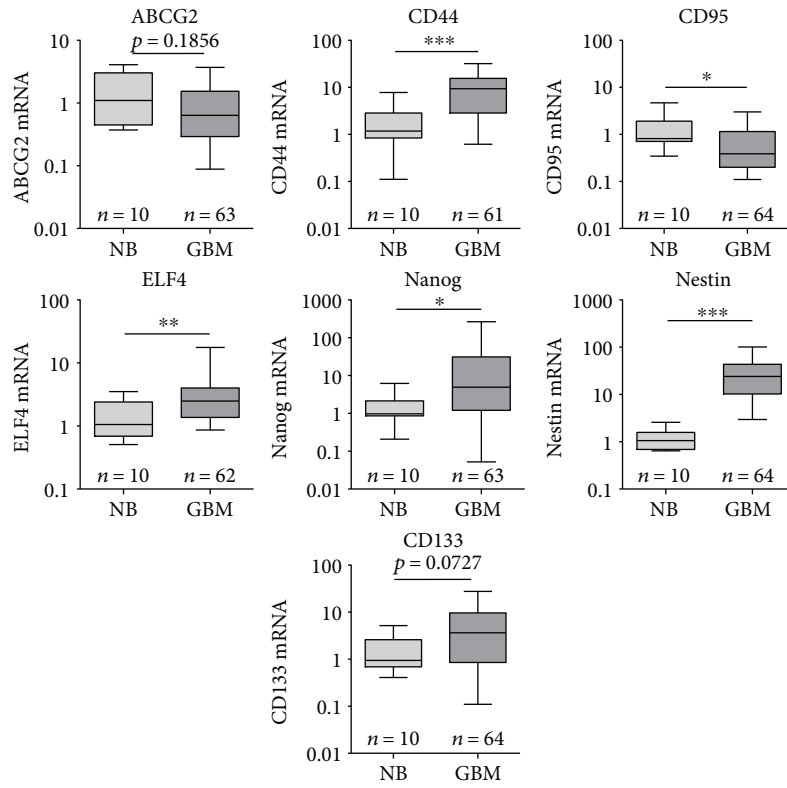 ABCG2
p = 0.1856
10
1
0.1
0.01
ABCG2 mRNA
n = 10
n = 63
NB
GBM
CD44
***
100
10
1
0.1
0.01
CD44 mRNA
n = 10
n = 61
NB
GBM
CD95
*
100
10
1
0.1
0.01
CD95 mRNA
n = 10
n = 64
NB
GBM
ELF4
**
100
10
1
0.1
ELF4 mRNA
n = 10
n = 62
NB
GBM
Nanog
*
1000
100
10
1
0.1
0.01
Nanog mRNA
n = 10
n = 63
NB
GBM
Nestin
***
1000
100
10
1
0.1
Nestin mRNA
n = 10
n = 64
NB
GBM
CD133
p = 0.0727
100
10
1
0.1
0.01
CD133 mRNA
n = 10
n = 64
NB
GBM